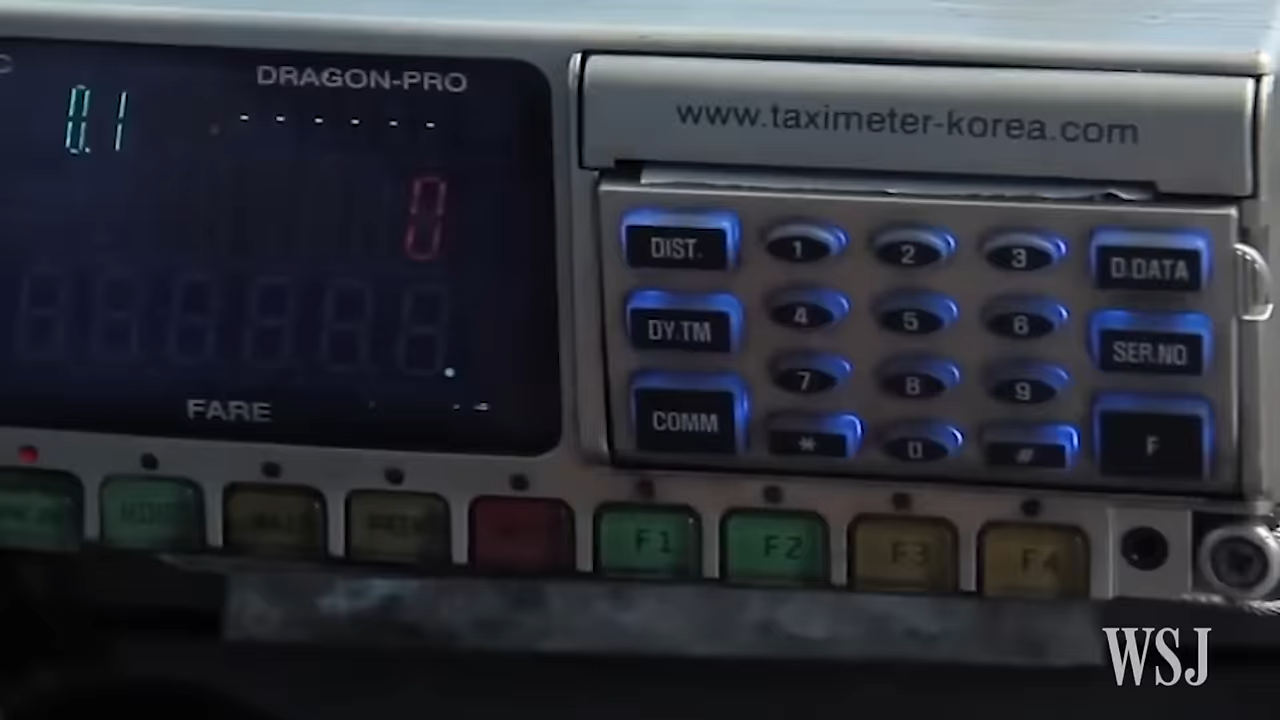 C
DRAGON-PRO
0.1
------
0
FARE
www.taximeter-korea.com
DIST. 1 2 3 D.DATA
DY.TM 4 5 6 SER.NO
7 8 9
COMM * 0 # F
F1 F2 F3 F4
WSJ